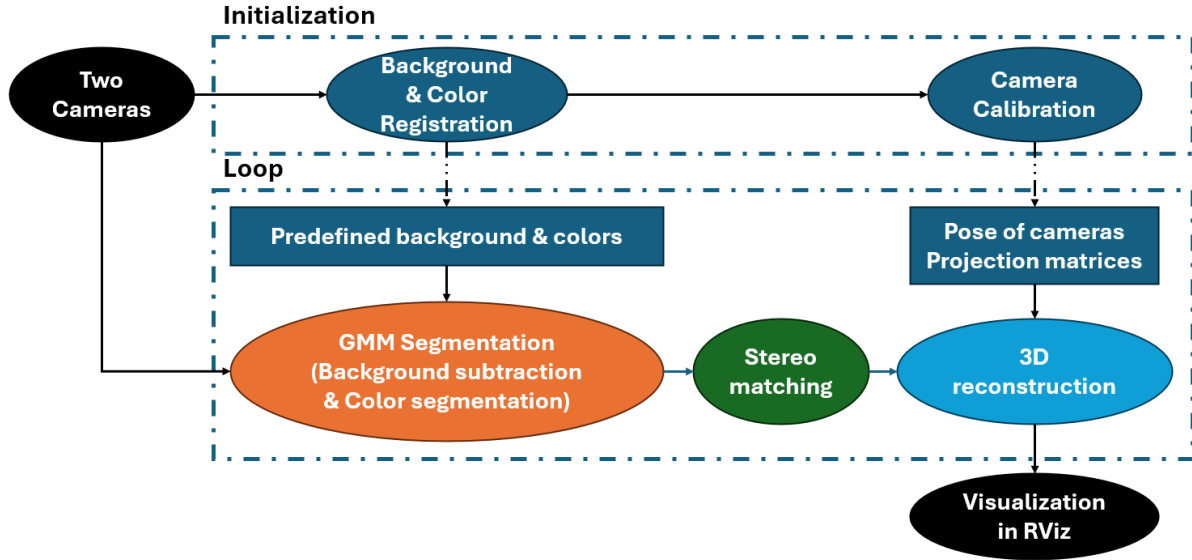 Initialization
Two
Cameras
Background
& Color
Registration
Camera
Calibration
Loop
Predefined background & colors
Pose of cameras
Projection matrices
GMM Segmentation
(Background subtraction
& Color segmentation)
Stereo
matching
3D
reconstruction
Visualization
in RViz